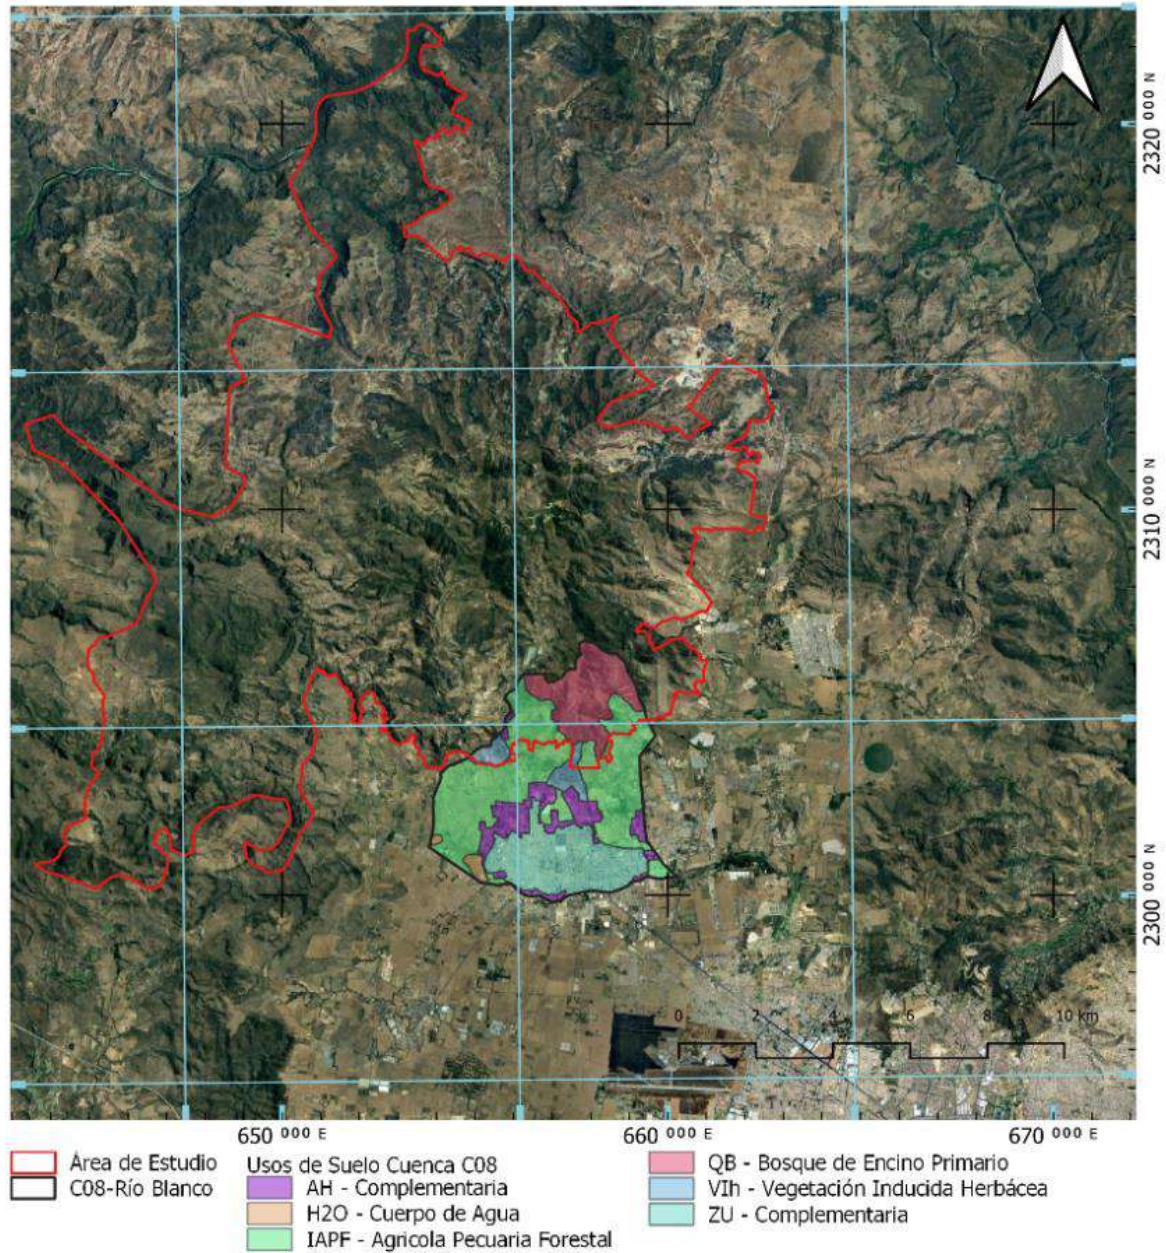 2320 000 N
2310 000 N
2300 000 N
0 2 4 6 8 10 km
650 000 E 660 000 E 670 000 E
Área de Estudio
C08-Río Blanco
Usos de Suelo Cuenca C08
AH - Complementaria
H2O - Cuerpo de Agua
IAPF - Agricola Pecuaria Forestal
QB - Bosque de Encino Primario
VIh - Vegetación Inducida Herbácea
ZU - Complementaria